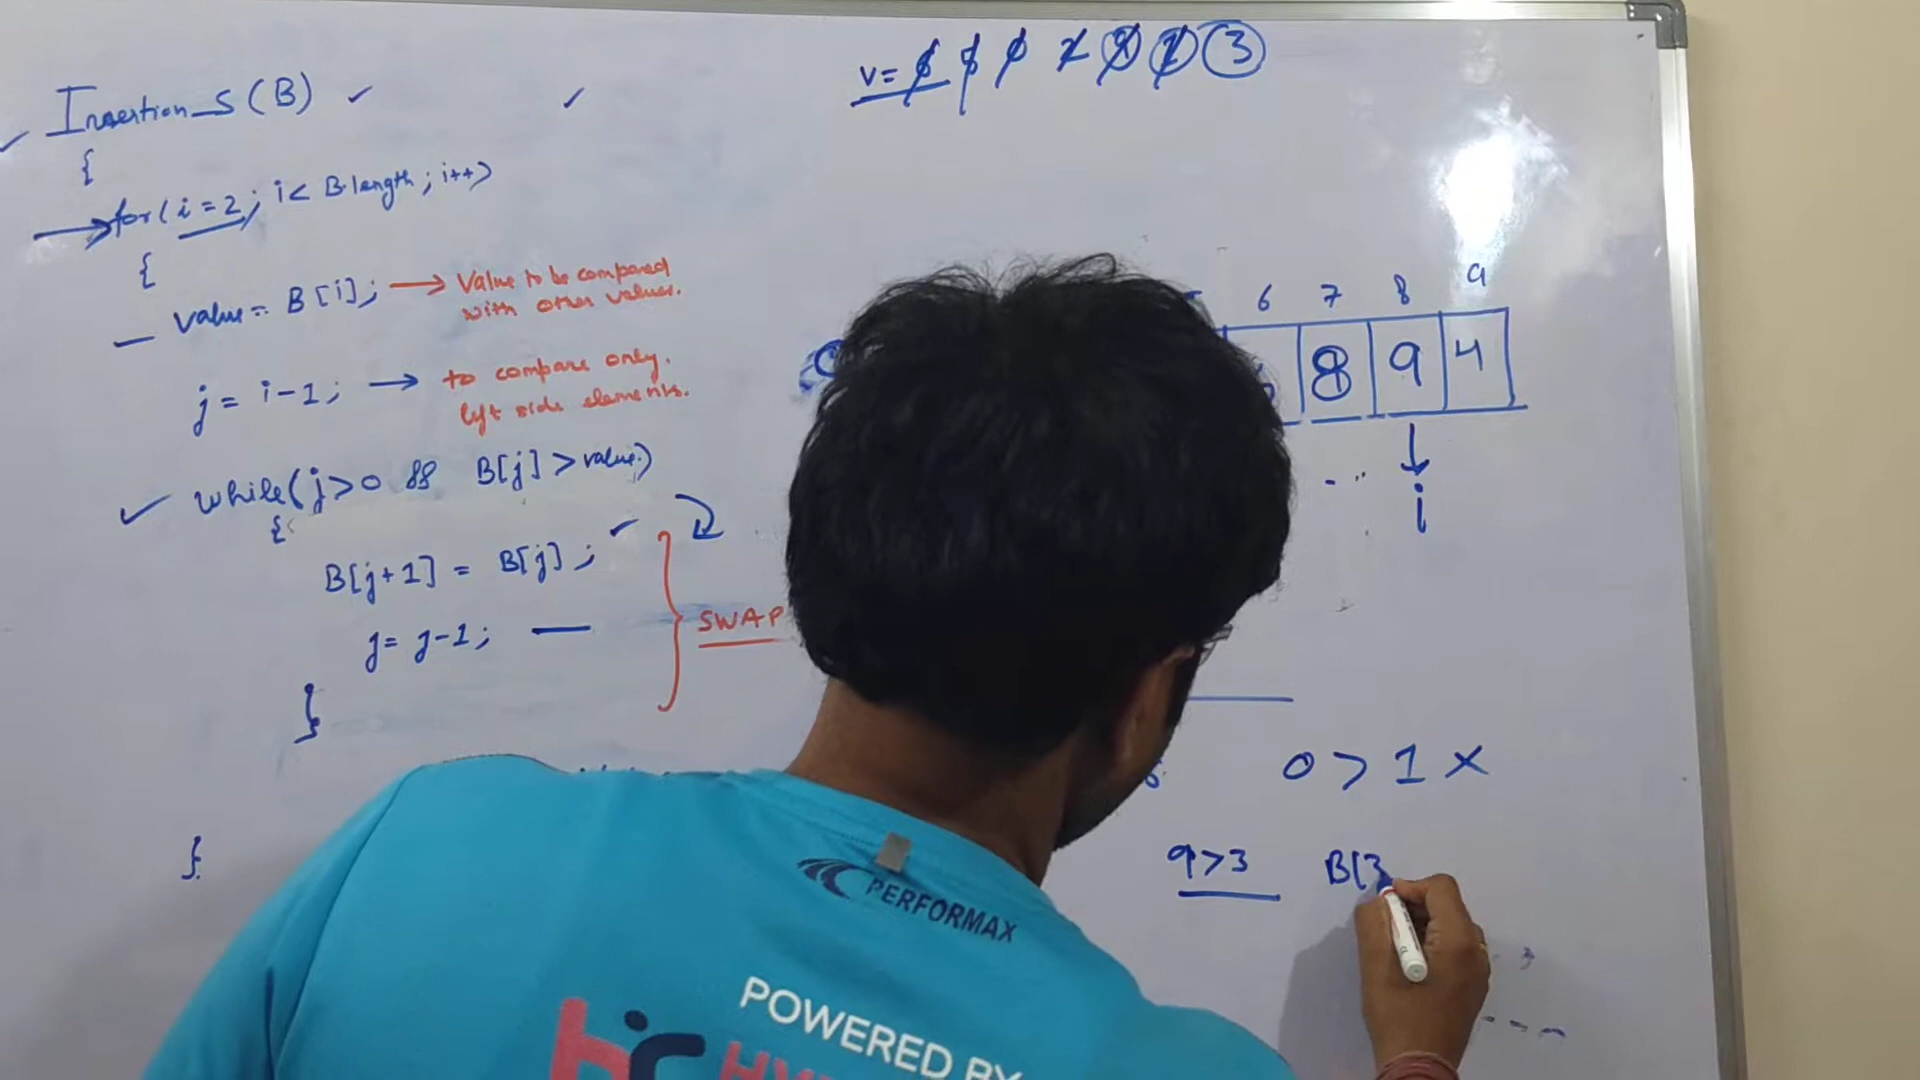 Insertion_S(B)
{
for(i=2; i< B.length; i++)
{
value = B[i]; → Value to be compared
with other values.
j = i-1; → to compare only
left side elements.
while(j>0 && B[j] > value)
{
B[j+1] = B[j];
j= j-1;
}
SWAP
}
v=
3
6 7 8 9
8 9 4
i
0 > 1 ×
9>3 B[3
PERFORMAX
POWERED BY